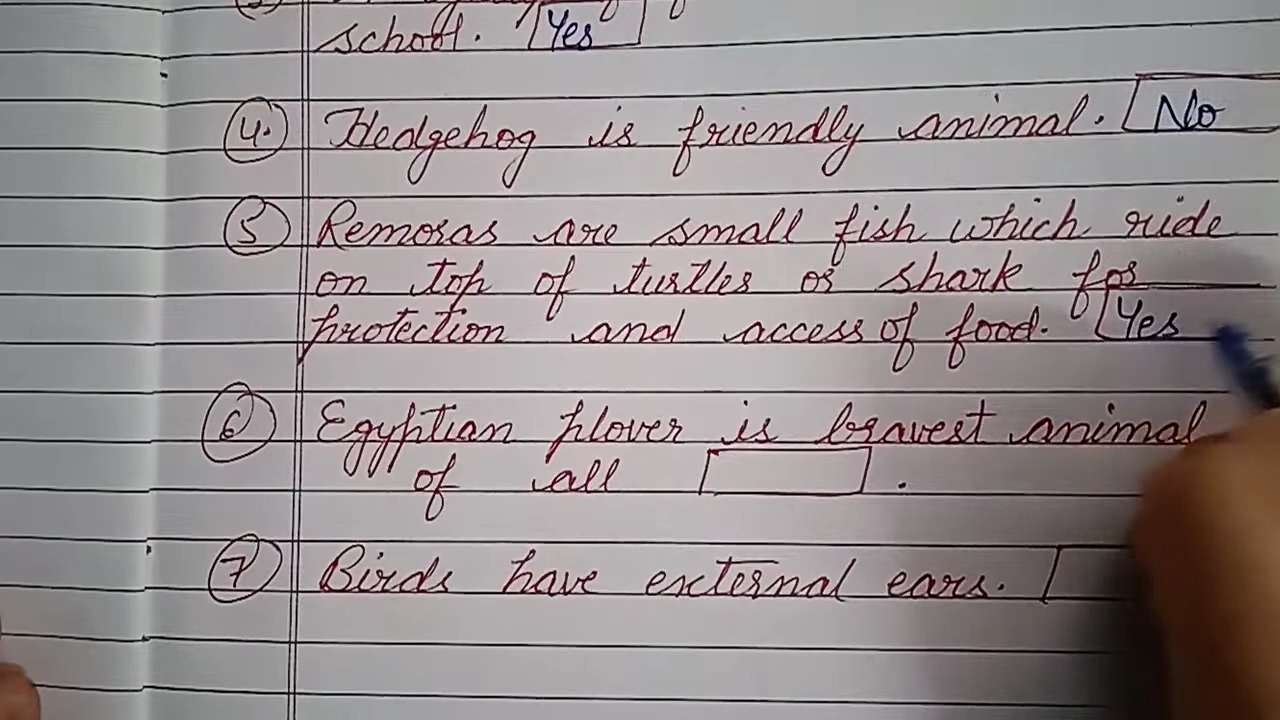 school. Yes
4. Hedgehog is friendly animal. No
5 Remoras are small fish which ride
on top of turtles or shark for
protection and access of food. Yes
6 Egyptian plover is bravest animal
of all .
7 Birds have external ears.